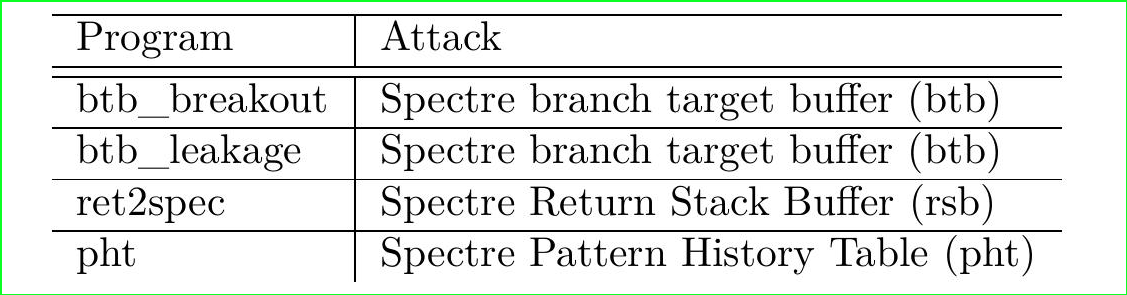 Program Attack
btb_breakout Spectre branch target buffer (btb)
btb_leakage Spectre branch target buffer (btb)
ret2spec Spectre Return Stack Buffer (rsb)
pht Spectre Pattern History Table (pht)